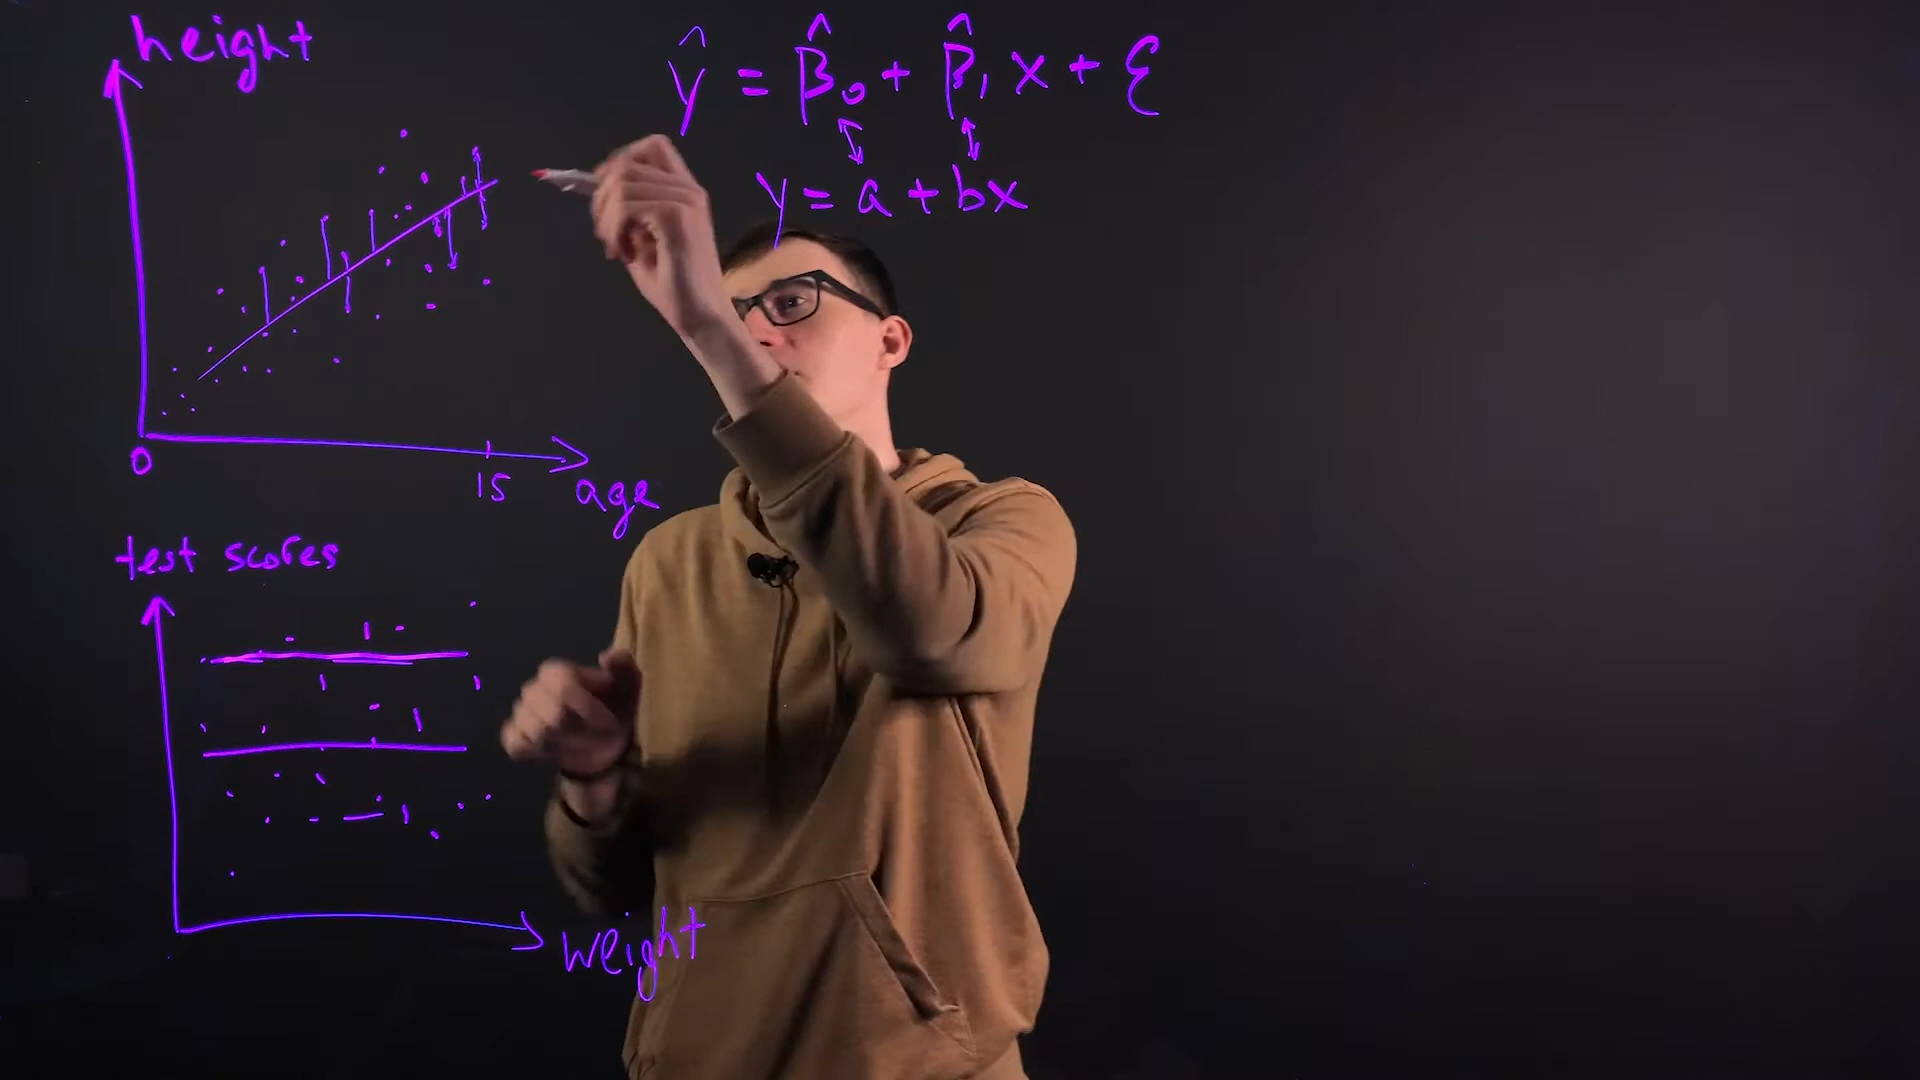 height
ŷ = β̂₀ + β̂₁ x + ε
y = a + bx
0
15
age
test scores
weight